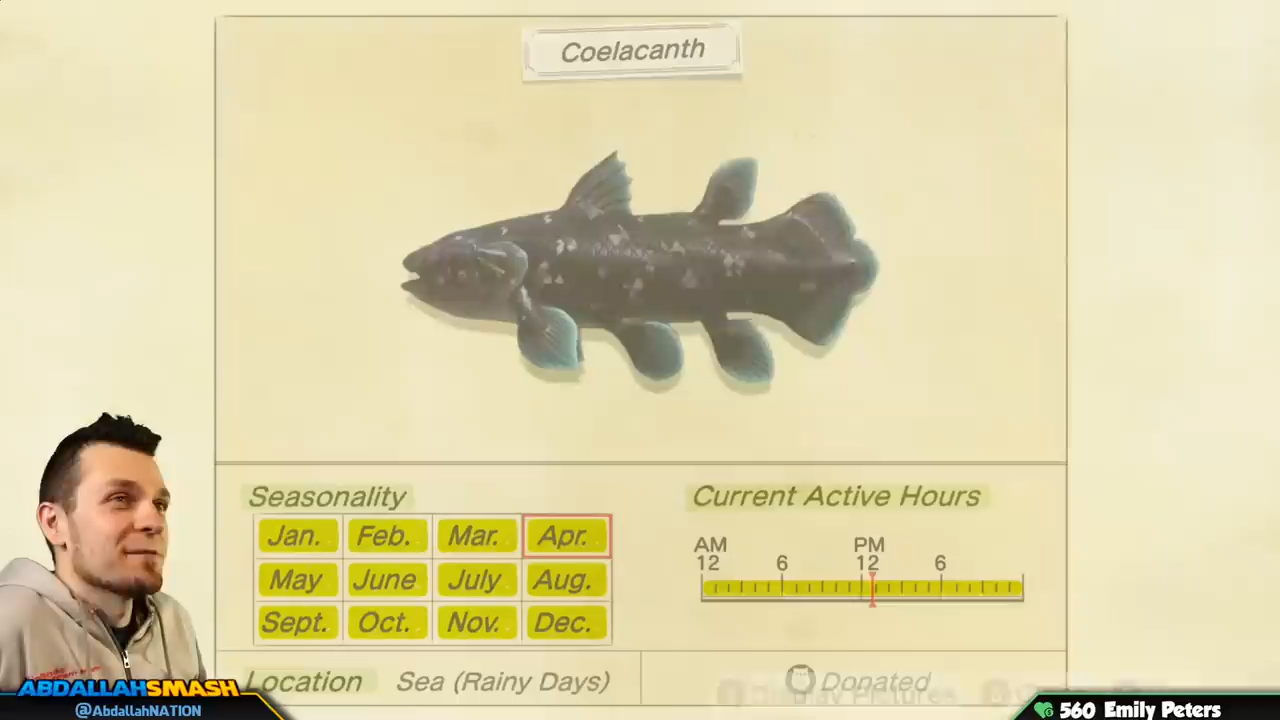 Coelacanth
Seasonality
Jan. Feb. Mar. Apr.
May June July Aug.
Sept. Oct. Nov. Dec.
Current Active Hours
AM PM
12 6 12 6
Location Sea (Rainy Days)
Donated
ABDALLAHSMASH
@AbdallahNATION
560 Emily Peters